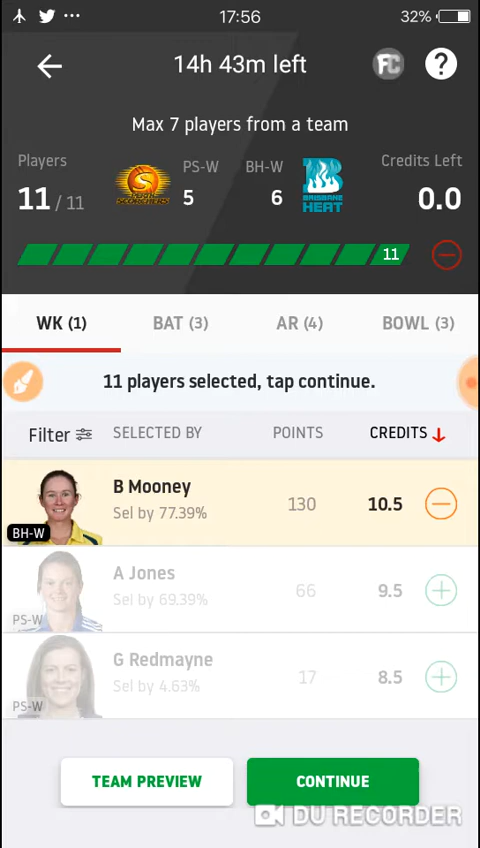 17:56
32%
14h 43m left
FC
?
Max 7 players from a team
Players
PS-W
BH-W
Credits Left
11 / 11
5
6
0.0
SCORCHERS
BRISBANE
HEAT
11
WK (1)
BAT (3)
AR (4)
BOWL (3)
11 players selected, tap continue.
Filter
SELECTED BY
POINTS
CREDITS
B Mooney
Sel by 77.39%
130
10.5
BH-W
A Jones
Sel by 69.39%
66
9.5
PS-W
G Redmayne
Sel by 4.63%
17
8.5
PS-W
TEAM PREVIEW
CONTINUE
DU RECORDER